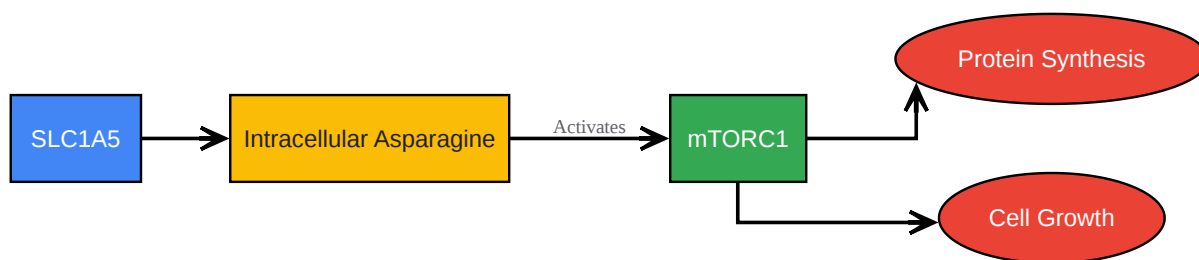 Protein Synthesis
SLC1A5
Intracellular Asparagine
Activates
mTORC1
Cell Growth